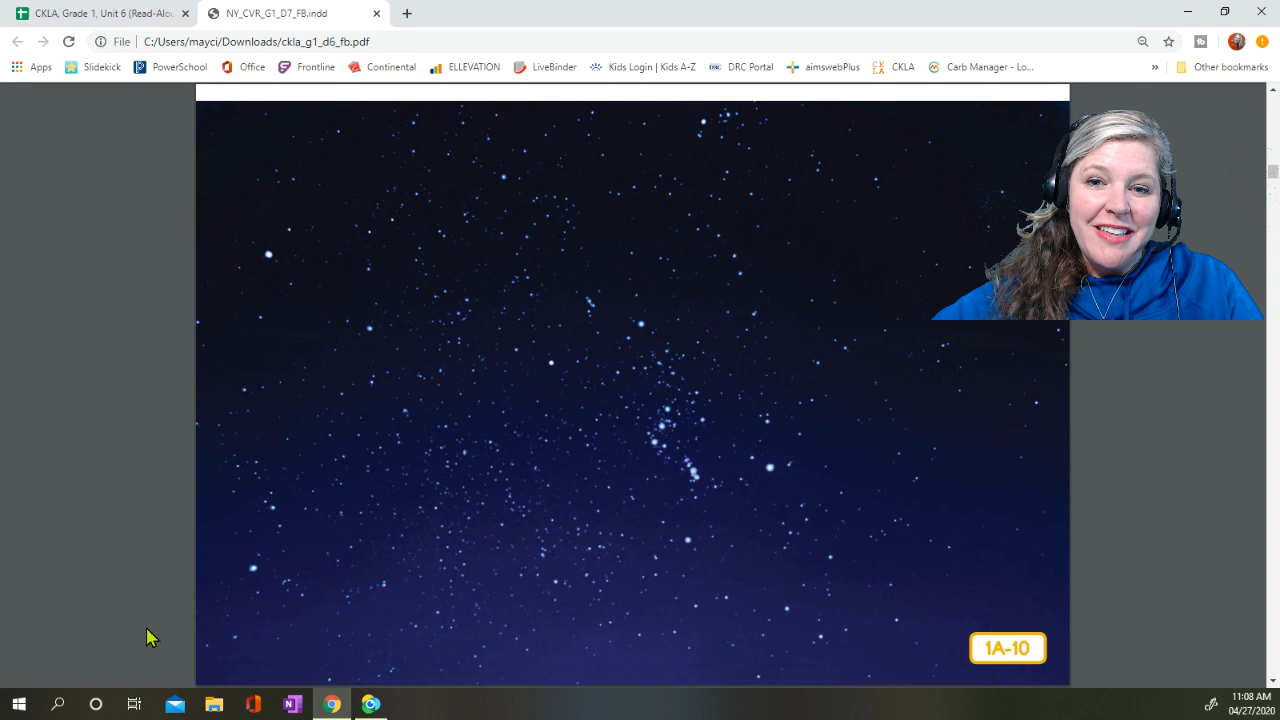 CKLA, Grade 1, Unit 6 (Read-Alou
NY_CVR_G1_D7_FB.indd
File
C:/Users/mayci/Downloads/ckla_g1_d6_fb.pdf
Apps
Slidekick
PowerSchool
Office
Frontline
Continental
ELLEVATION
LiveBinder
Kids Login | Kids A-Z
DRC
DRC Portal
aimswebPlus
CKLA
Carb Manager - Lo...
»
Other bookmarks
1A-10
11:08 AM
04/27/2020